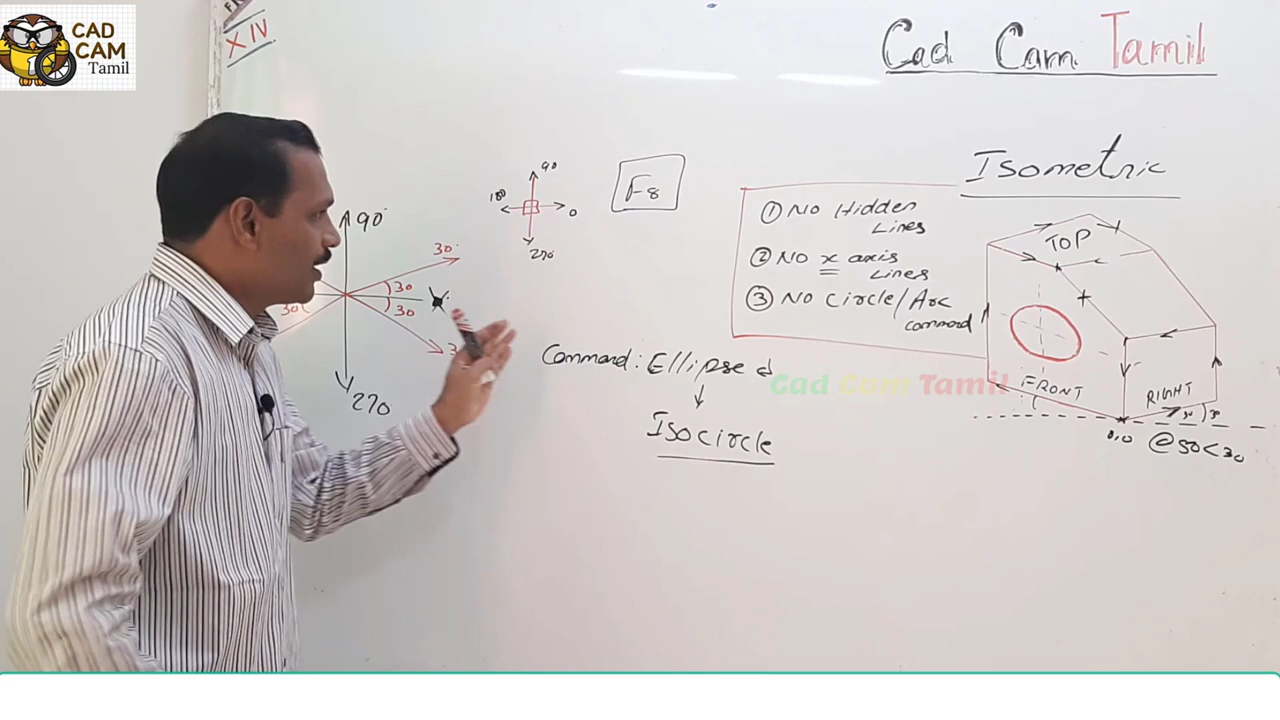 CAD
CAM
Tamil
XIV
Cad Cam Tamil
Isometric
90°
30°
30
30
30
270
90
180
0
270°
F8
① No Hidden
Lines
② No x axis
Lines
③ No Circle/Arc
command
Command: Ellipse ↲
↓
Isocircle
Cad Cam Tamil
TOP
FRONT
RIGHT
0,0
@50<30